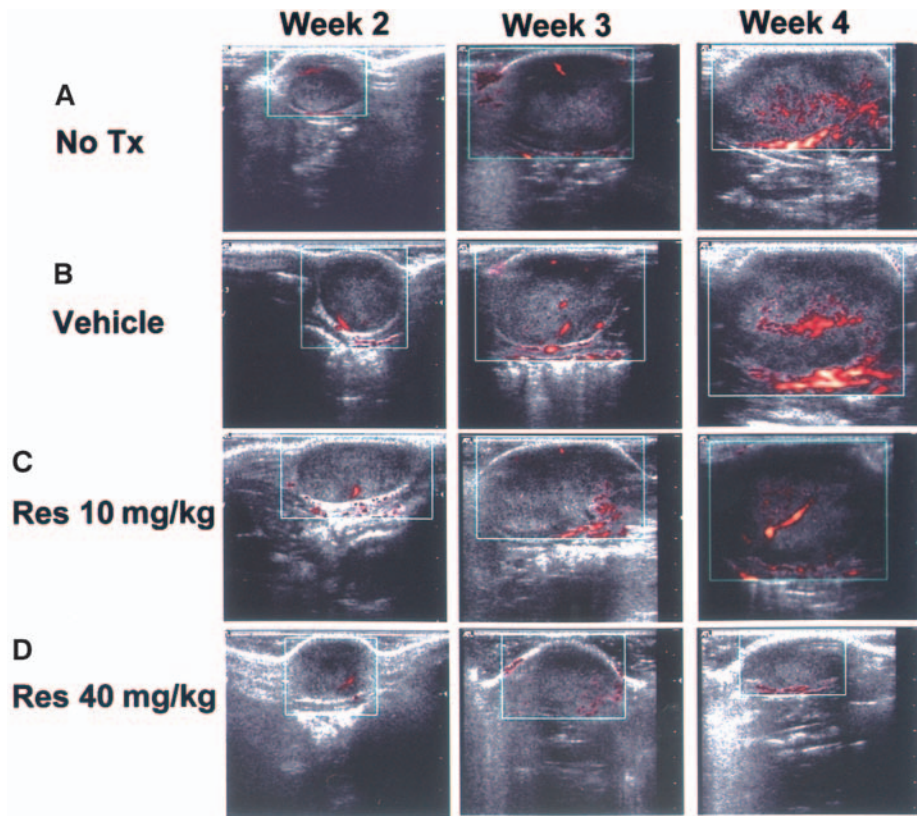 Week 2 Week 3 Week 4
A
No Tx
B
Vehicle
C
Res 10 mg/kg
D
Res 40 mg/kg